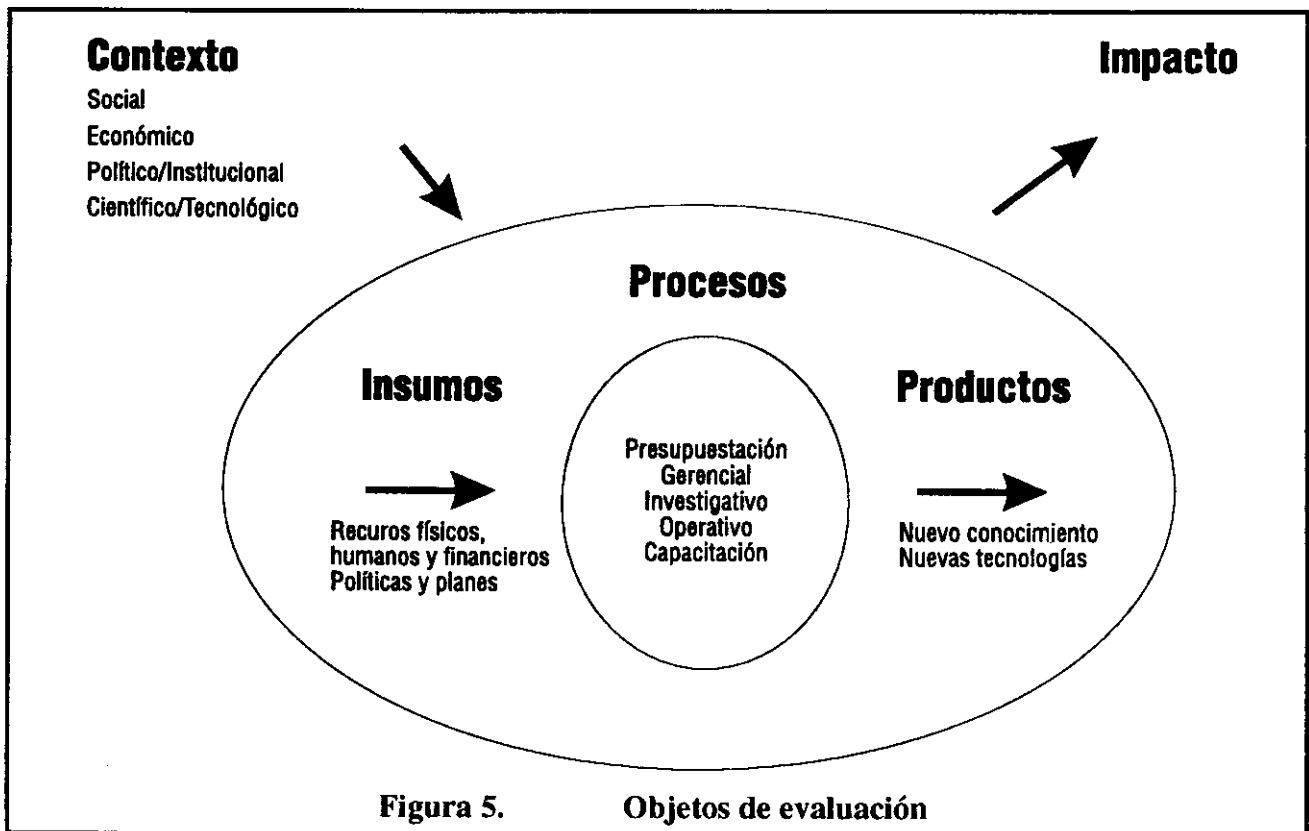 Contexto
Social
Económico
Político/Institucional
Científico/Tecnológico
Impacto
Procesos
Insumos
Recuros físicos,
humanos y financieros
Políticas y planes
Presupuestación
Gerencial
Investigativo
Operativo
Capacitación
Productos
Nuevo conocimiento
Nuevas tecnologías
Figura 5. Objetos de evaluación